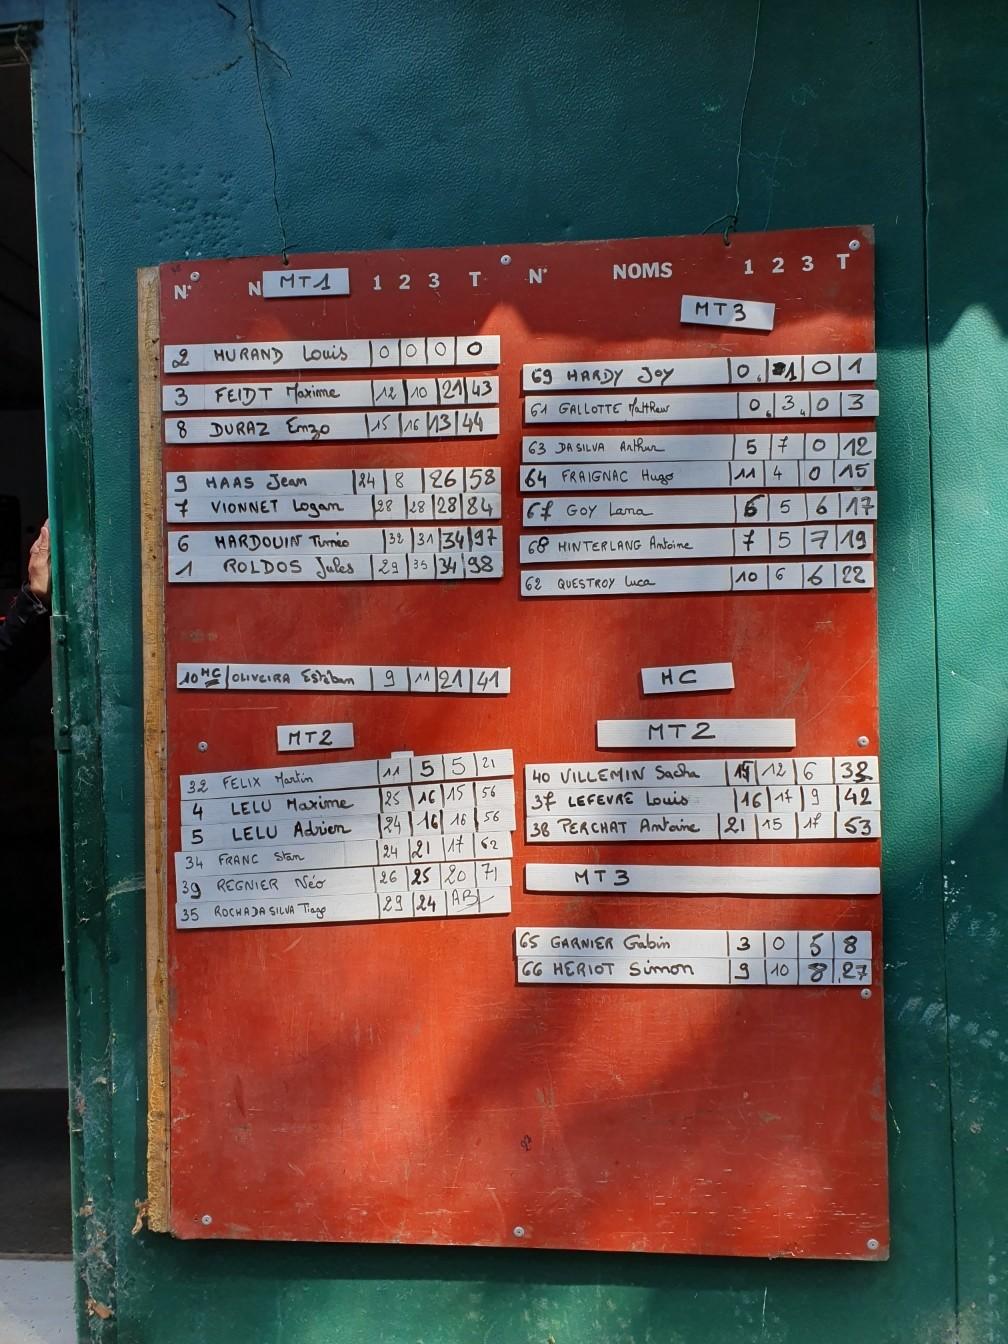 N° N MT1 1 2 3 T
2 HURAND Louis 0 0 0 0
3 FEIDT Maxime 12 10 21 43
8 DURAZ Enzo 15 16 13 44
9 HAAS Jean 24 8 26 58
7 VIONNET Logan 28 28 28 84
6 HARDOUIN Timéo 32 31 34 97
1 ROLDOS Jules 29 35 34 98
10 HC OLIVEIRA Esteban 9 11 21 41
MT2
32 FELIX Martin 11 5 5 21
4 LELU Maxime 25 16 15 56
5 LELU Adrien 24 16 16 56
34 FRANC Stan 24 21 17 62
39 REGNIER Néo 26 25 20 71
35 ROCHADASILVA Tiago 29 24 AB
N° NOMS 1 2 3 T
MT3
69 HARDY Joy 0 1 0 1
61 GALLOTTE Matthew 0 3 0 3
63 DASILVA Arthur 5 7 0 12
64 FRAIGNAC Hugo 11 4 0 15
67 GOY Lana 6 5 6 17
68 HINTERLANG Antoine 7 5 7 19
62 QUESTROY Luca 10 6 6 22
HC
MT2
40 VILLEMIN Sacha 12 6
37 LEFEVRE Louis 16 17 9 42
38 PERCHAT Antoine 21 15 17 53
MT3
65 GARNIER Gabin 3 0 5 8
66 HERIOT Simon 9 10 8 27